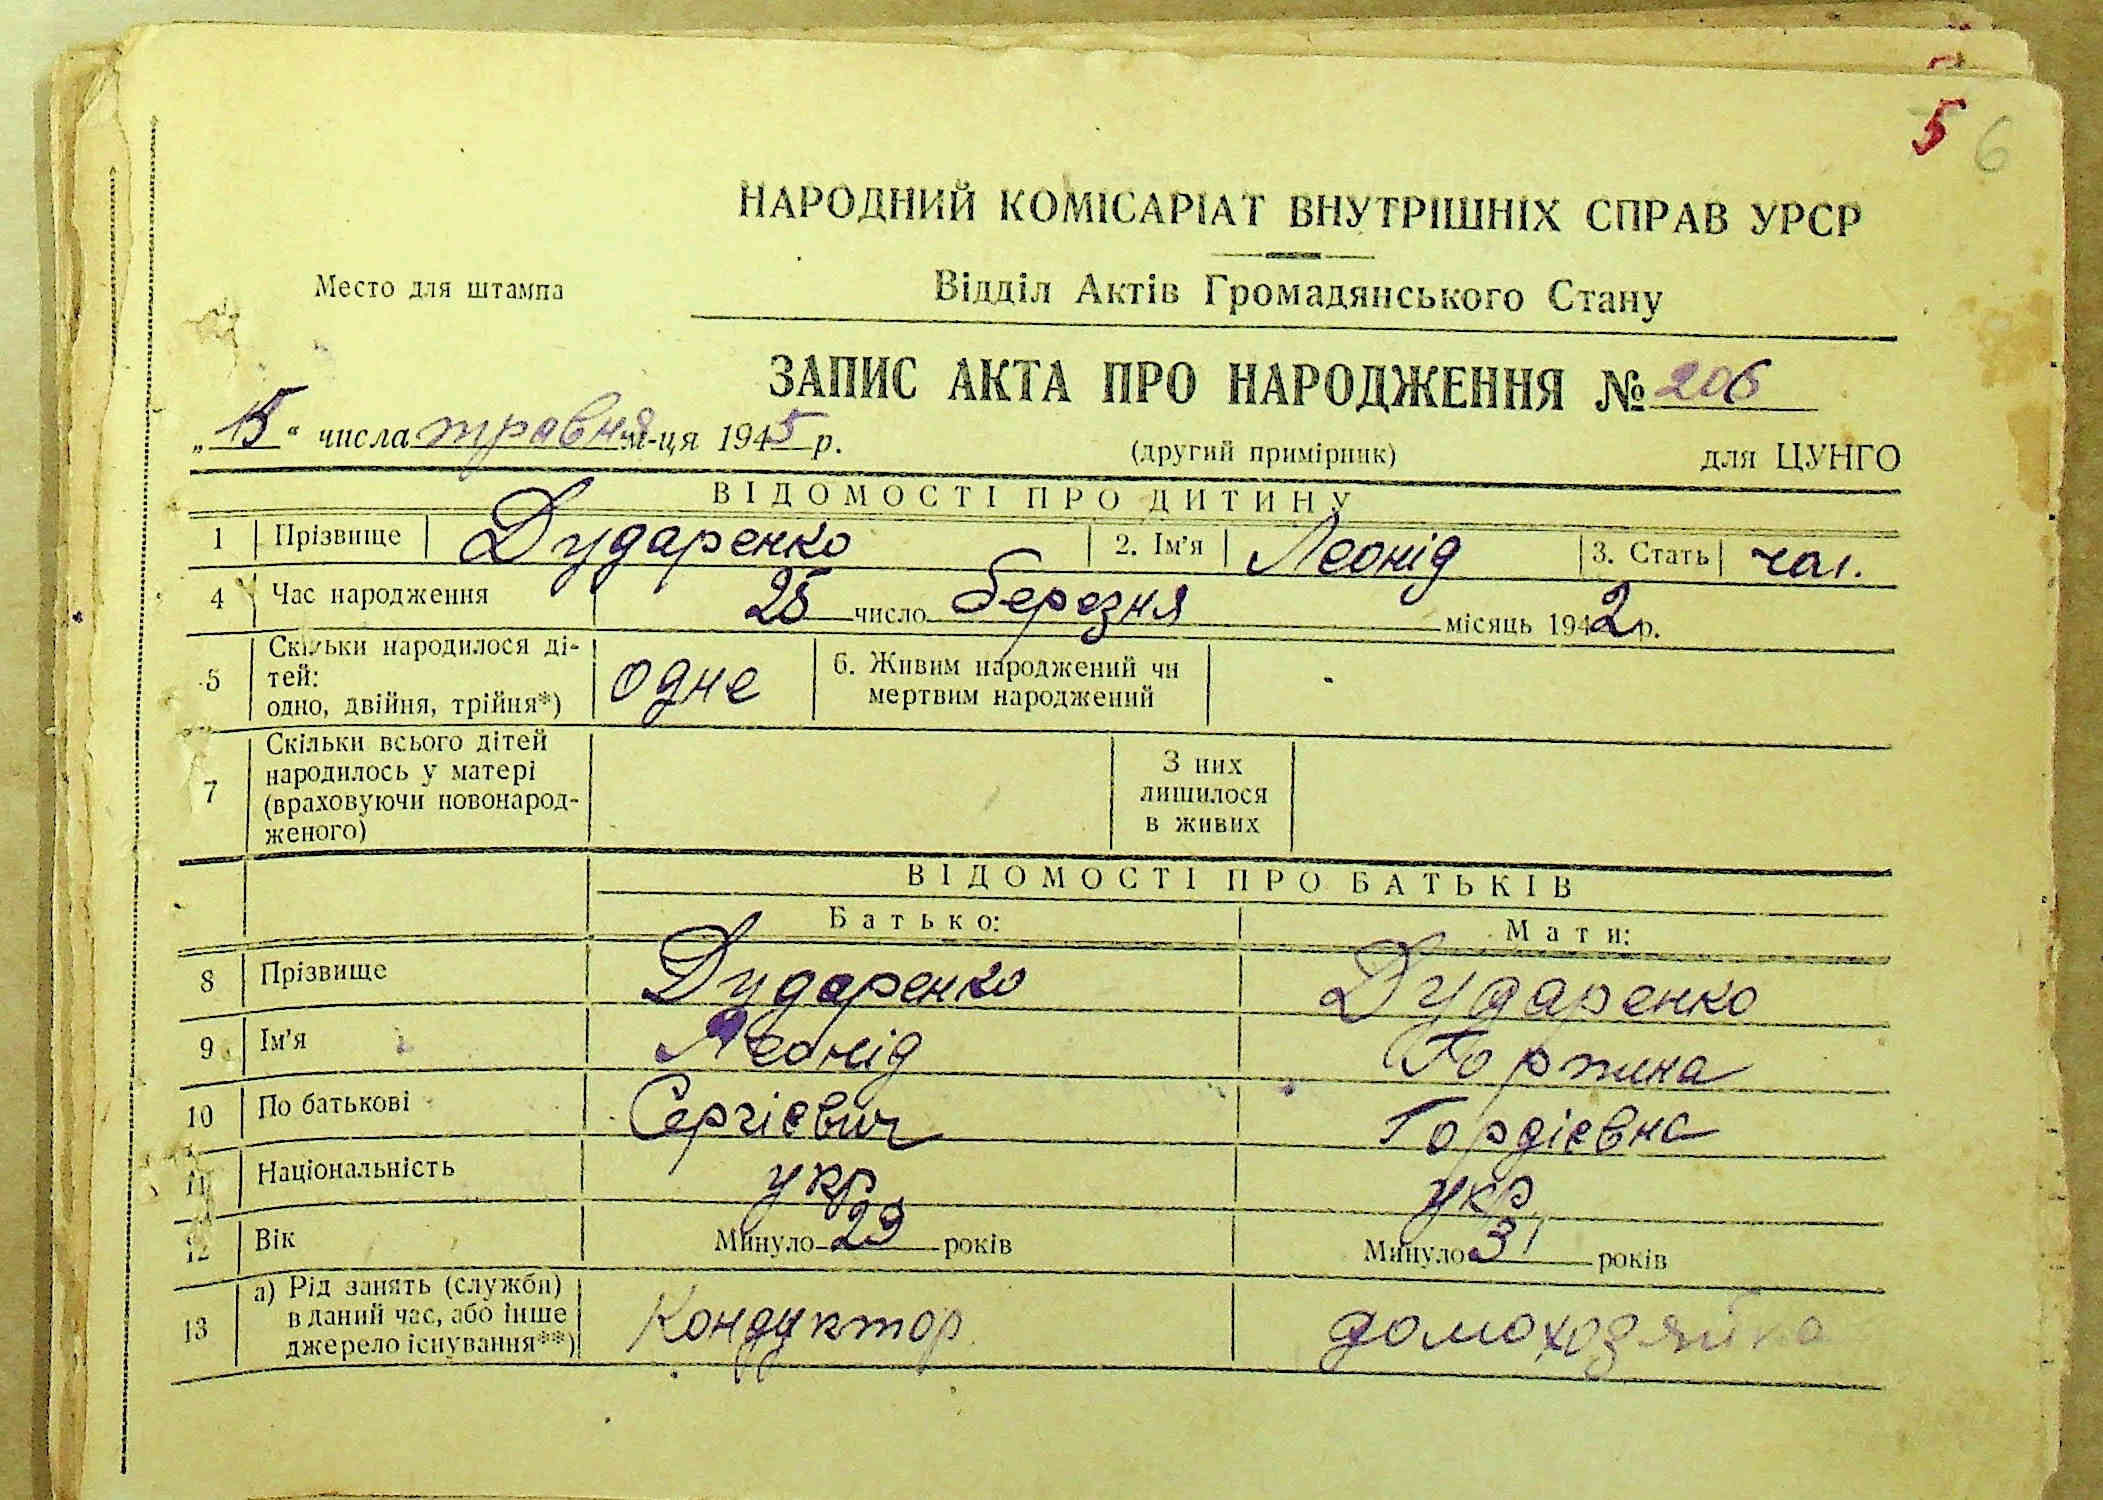 5 6
НАРОДНИЙ КОМІСАРІАТ ВНУТРІШНІХ СПРАВ УРСР
Место для штампа
Відділ Актів Громадянського Стану
ЗАПИС АКТА ПРО НАРОДЖЕННЯ № 206
„15“ числа травня м-ця 1945 р. (другий примірник) для ЦУНГО
ВІДОМОСТІ ПРО ДИТИНУ
1 Прізвище Дударенко 2. Ім'я Леонід 3. Стать чол.
4 Час народження 25 число березня місяць 1942 р.
5 Скільки народилося дітей: одно, двійня, трійня*) одне 6. Живим народжений чи мертвим народжений
7 Скільки всього дітей народилось у матері (враховуючи новонародженого) З них лишилося в живих
ВІДОМОСТІ ПРО БАТЬКІВ
Батько: Мати:
8 Прізвище Дударенко Дударенко
9 Ім'я Леонід
10 По батькові Сергієвич Гордієвна
11 Національність укр укр
12 Вік Минуло 29 років Минуло 31 років
13 а) Рід занять (служби) в даний час, або інше джерело існування**) Кондуктор домохозяйка